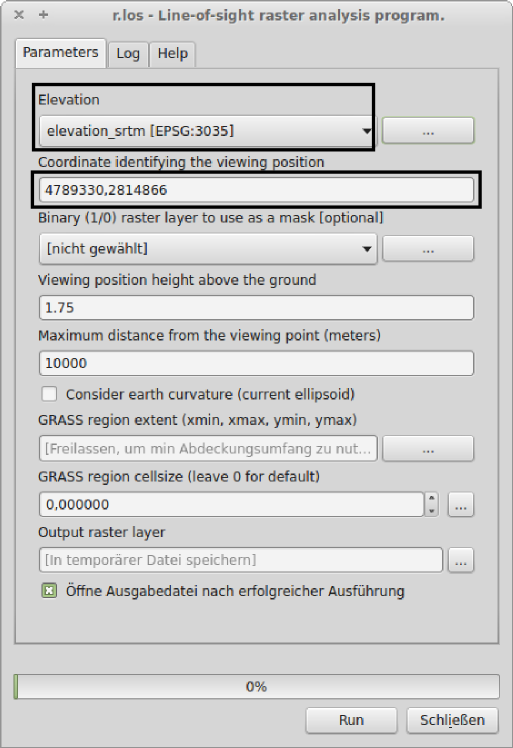 r.los - Line-of-sight raster analysis program.
Parameters Log Help
Elevation
elevation_srtm [EPSG:3035] ...
Coordinate identifying the viewing position
4789330,2814866
Binary (1/0) raster layer to use as a mask [optional]
[nicht gewählt] ...
Viewing position height above the ground
1.75
Maximum distance from the viewing point (meters)
10000
Consider earth curvature (current ellipsoid)
GRASS region extent (xmin, xmax, ymin, ymax)
[Freilassen, um min Abdeckungsumfang zu nut... ...
GRASS region cellsize (leave 0 for default)
0,000000 ...
Output raster layer
[In temporärer Datei speichern] ...
Öffne Ausgabedatei nach erfolgreicher Ausführung
0%
Run Schließen